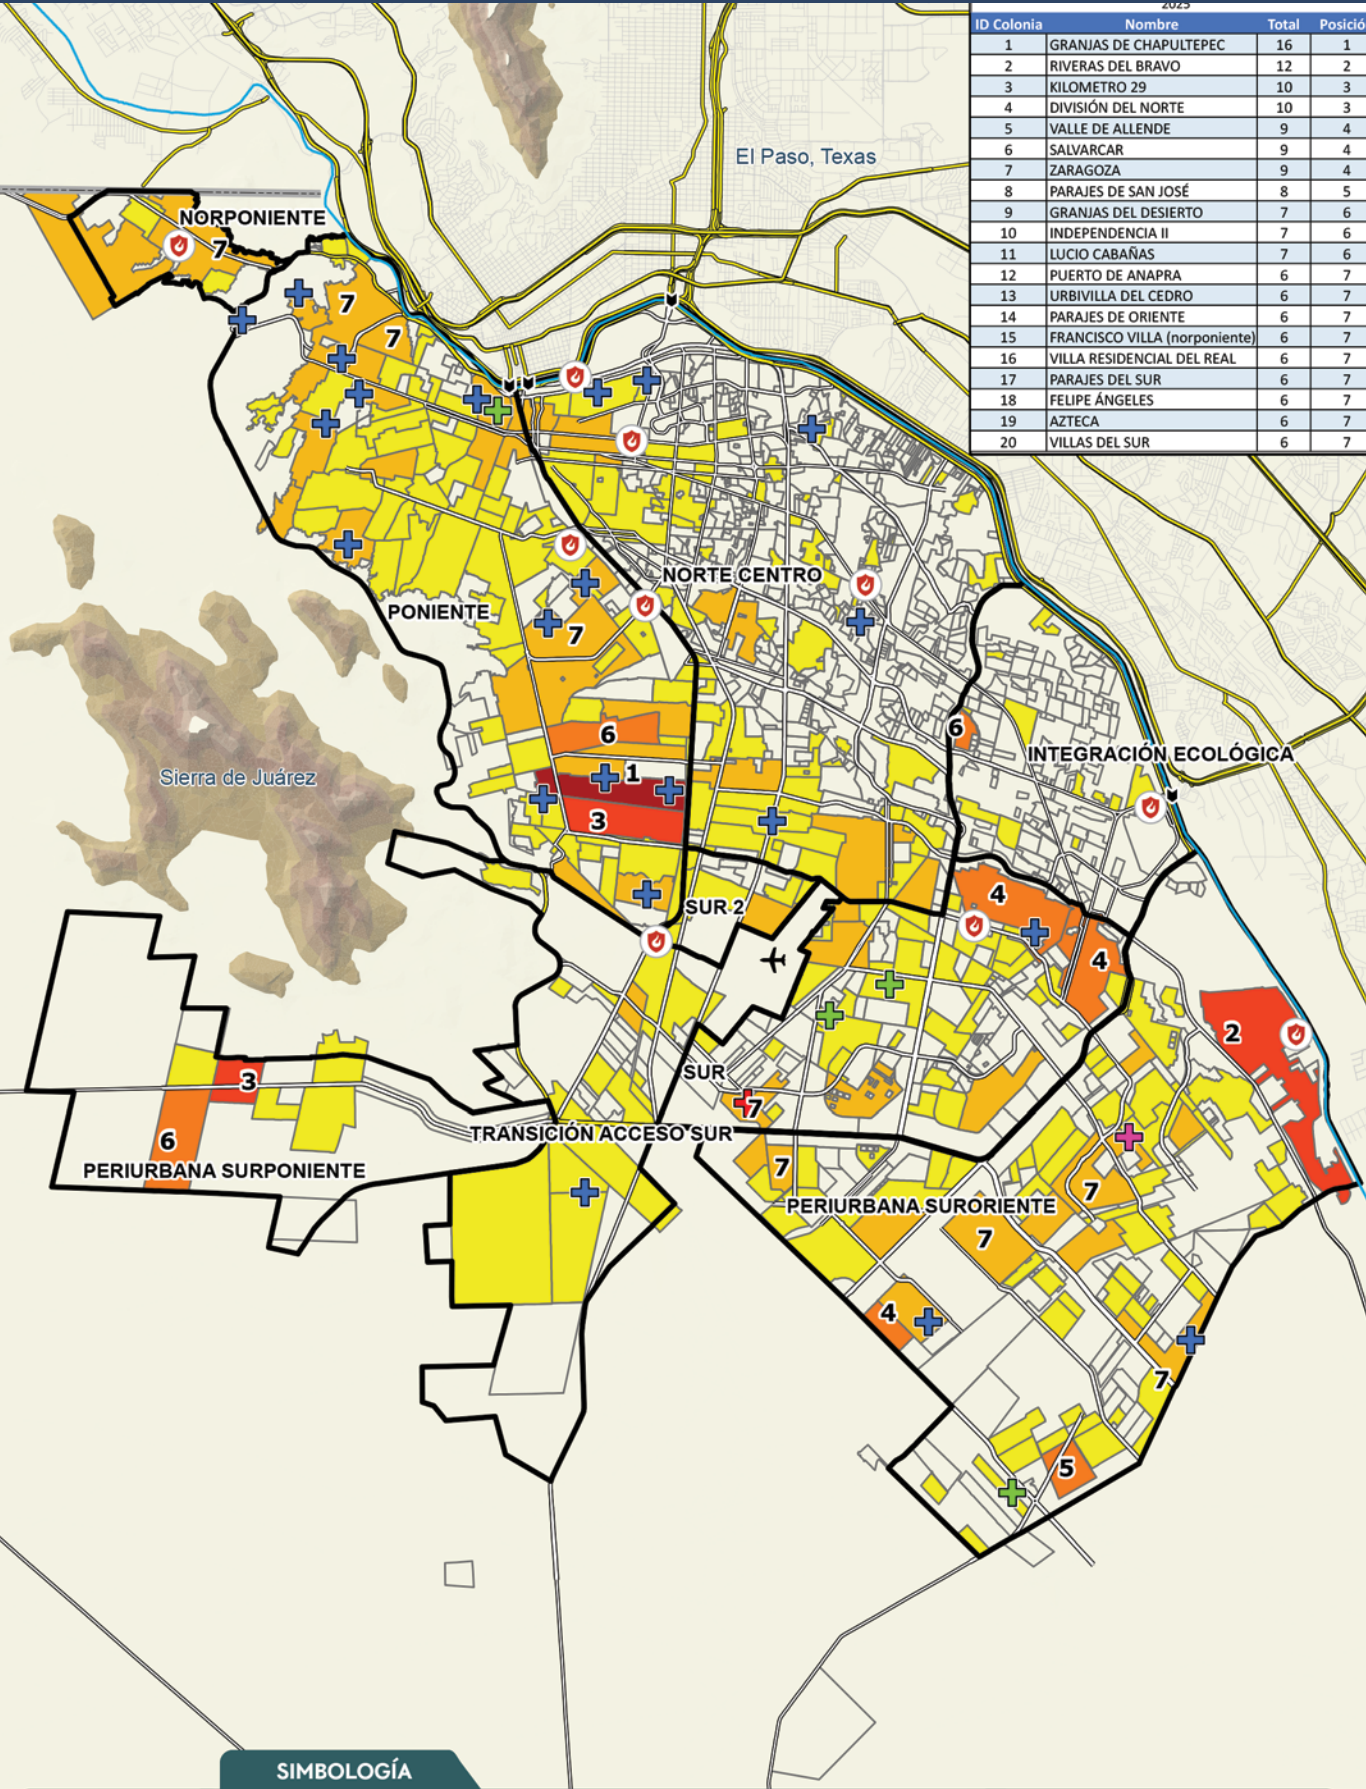 2025
ID Colonia Nombre Total Posició
1 GRANJAS DE CHAPULTEPEC 16 1
2 RIVERAS DEL BRAVO 12 2
3 KILOMETRO 29 10 3
4 DIVISIÓN DEL NORTE 10 3
5 VALLE DE ALLENDE 9 4
6 SALVARCAR 9 4
7 ZARAGOZA 9 4
8 PARAJES DE SAN JOSÉ 8 5
9 GRANJAS DEL DESIERTO 7 6
10 INDEPENDENCIA II 7 6
11 LUCIO CABAÑAS 7 6
12 PUERTO DE ANAPRA 6 7
13 URBIVILLA DEL CEDRO 6 7
14 PARAJES DE ORIENTE 6 7
15 FRANCISCO VILLA (norponiente) 6 7
16 VILLA RESIDENCIAL DEL REAL 6 7
17 PARAJES DEL SUR 6 7
18 FELIPE ÁNGELES 6 7
19 AZTECA 6 7
20 VILLAS DEL SUR 6 7
El Paso, Texas
NORPONIENTE
7
7
7
NORTE CENTRO
PONIENTE
7
6
6
INTEGRACIÓN ECOLÓGICA
1
Sierra de Juárez
3
4
SUR 2
4
2
SUR
3
7
TRANSICIÓN ACCESO SUR
6
PERIURBANA SURPONIENTE
7
7
PERIURBANA SURORIENTE
7
4
7
5
SIMBOLOGÍA